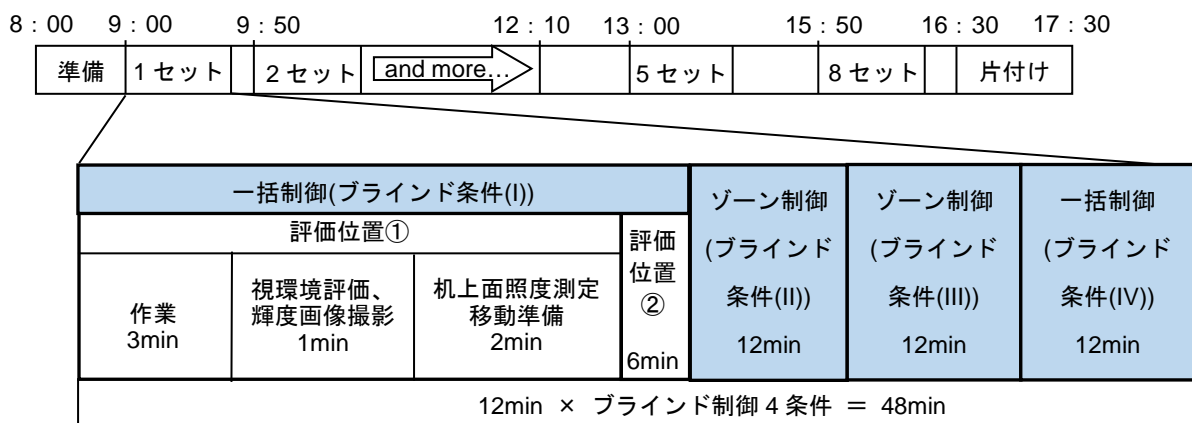 8：00 9：00 9：50 12：10 13：00 15：50 16：30 17：30
準備 1セット 2セット and more… 5セット 8セット 片付け
一括制御(ブラインド条件(I))
評価位置①
作業
3min
視環境評価、
輝度画像撮影
1min
机上面照度測定
移動準備
2min
評価
位置
②
6min
ゾーン制御
(ブラインド
条件(II))
12min
ゾーン制御
(ブラインド
条件(III))
12min
一括制御
(ブラインド
条件(IV))
12min
12min × ブラインド制御4条件 ＝ 48min